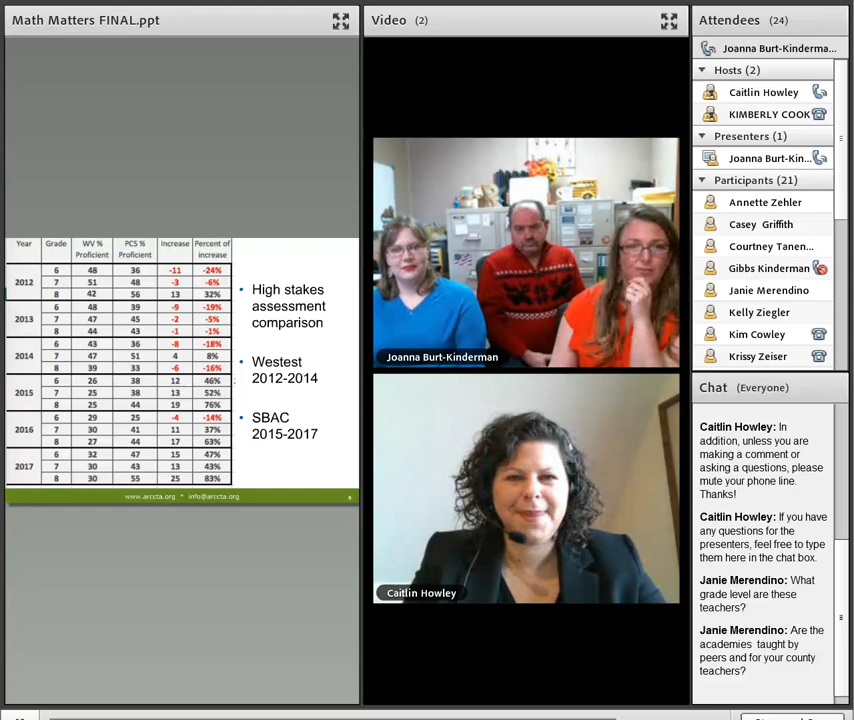 Math Matters FINAL.ppt
Year Grade WV % Proficient PCS % Proficient Increase Percent of increase
2012
6 48 36 -11 -24%
7 51 48 -3 -6%
8 42 56 13 32%
2013
6 48 39 -9 -19%
7 47 45 -2 -5%
8 44 43 -1 -1%
2014
6 43 36 -8 -18%
7 47 51 4 8%
8 39 33 -6 -16%
2015
6 26 38 12 46%
7 25 38 13 52%
8 25 44 19 76%
2016
6 29 25 -4 -14%
7 30 41 11 37%
8 27 44 17 63%
2017
6 32 47 15 47%
7 30 43 13 43%
8 30 55 25 83%
• High stakes
assessment
comparison
• Westest
2012-2014
• SBAC
2015-2017
www.arccta.org * info@arccta.org
Video (2)
Joanna Burt-Kinderman
Caitlin Howley
Attendees (24)
Joanna Burt-Kinderma...
Hosts (2)
Caitlin Howley
KIMBERLY COOK
Presenters (1)
Joanna Burt-Kin...
Participants (21)
Annette Zehler
Casey Griffith
Courtney Tanen...
Gibbs Kinderman
Janie Merendino
Kelly Ziegler
Kim Cowley
Krissy Zeiser
Chat (Everyone)
Caitlin Howley: In
addition, unless you are
making a comment or
asking a questions, please
mute your phone line.
Thanks!
Caitlin Howley: If you have
any questions for the
presenters, feel free to type
them here in the chat box.
Janie Merendino: What
grade level are these
teachers?
Janie Merendino: Are the
academies taught by
peers and for your county
teachers?